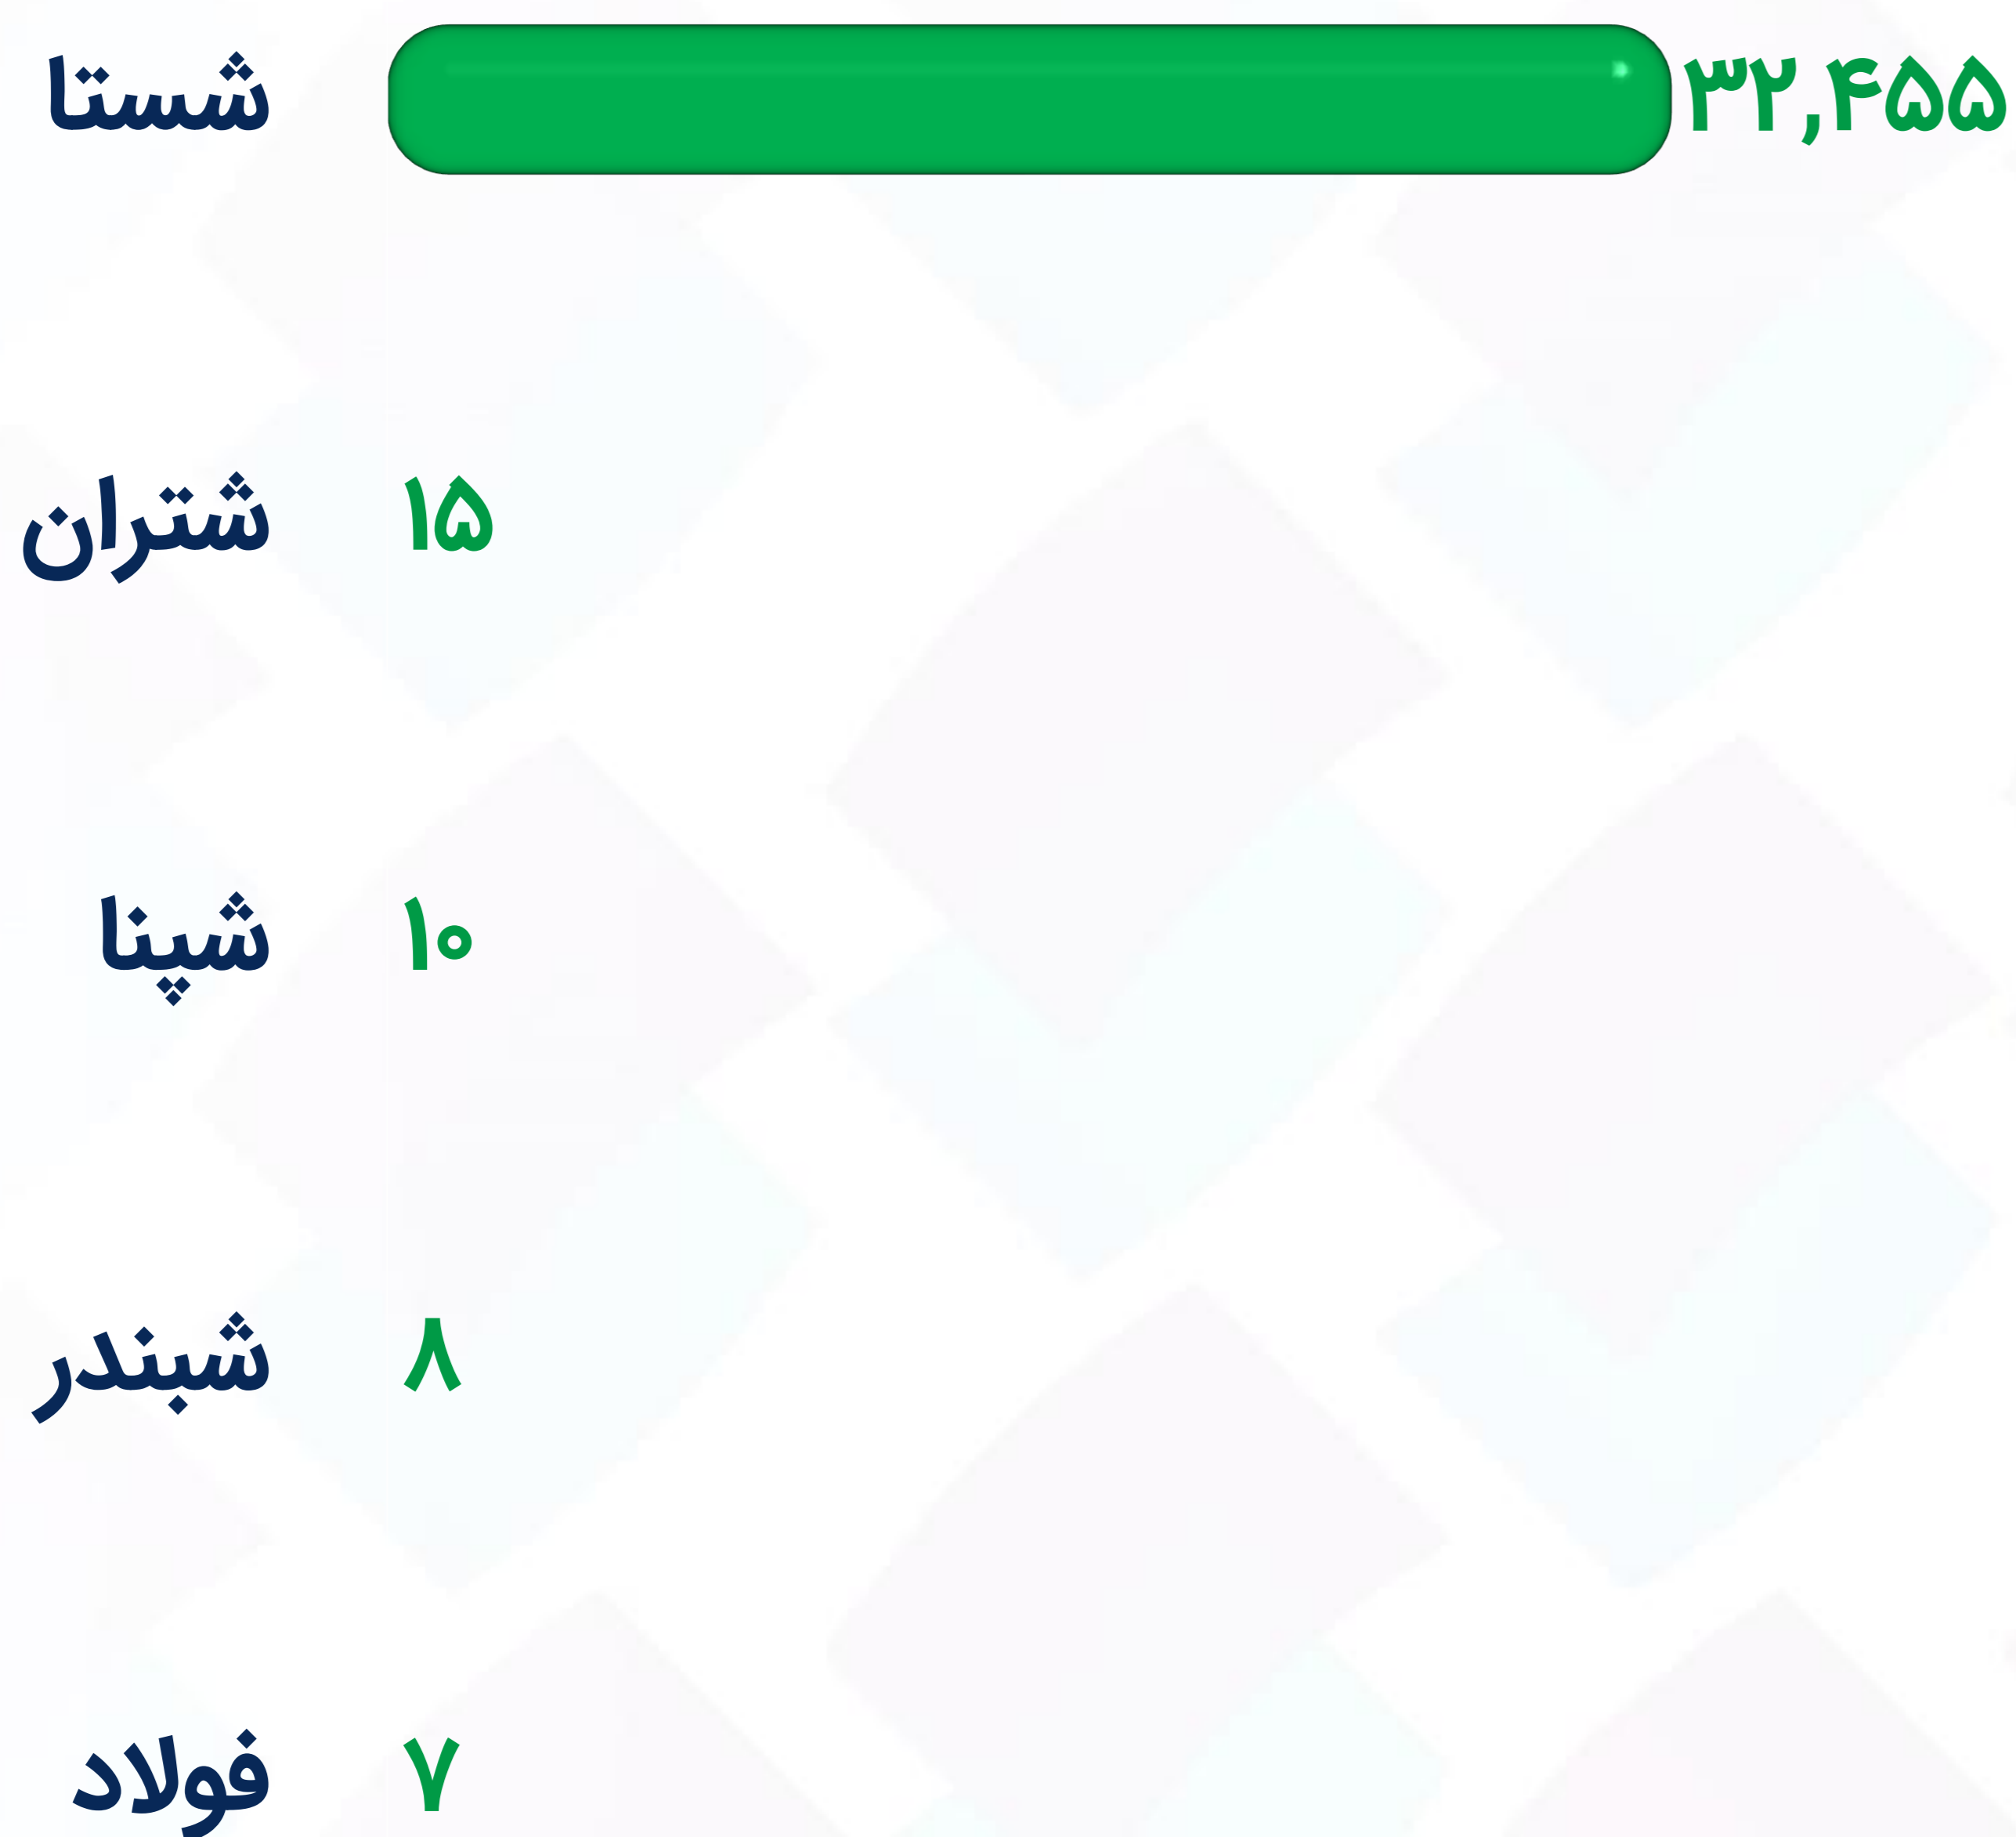 شستا ۳۲,۴۵۵
شتران ۱۵
شپنا ۱۰
شبندر ۸
فولاد ۷